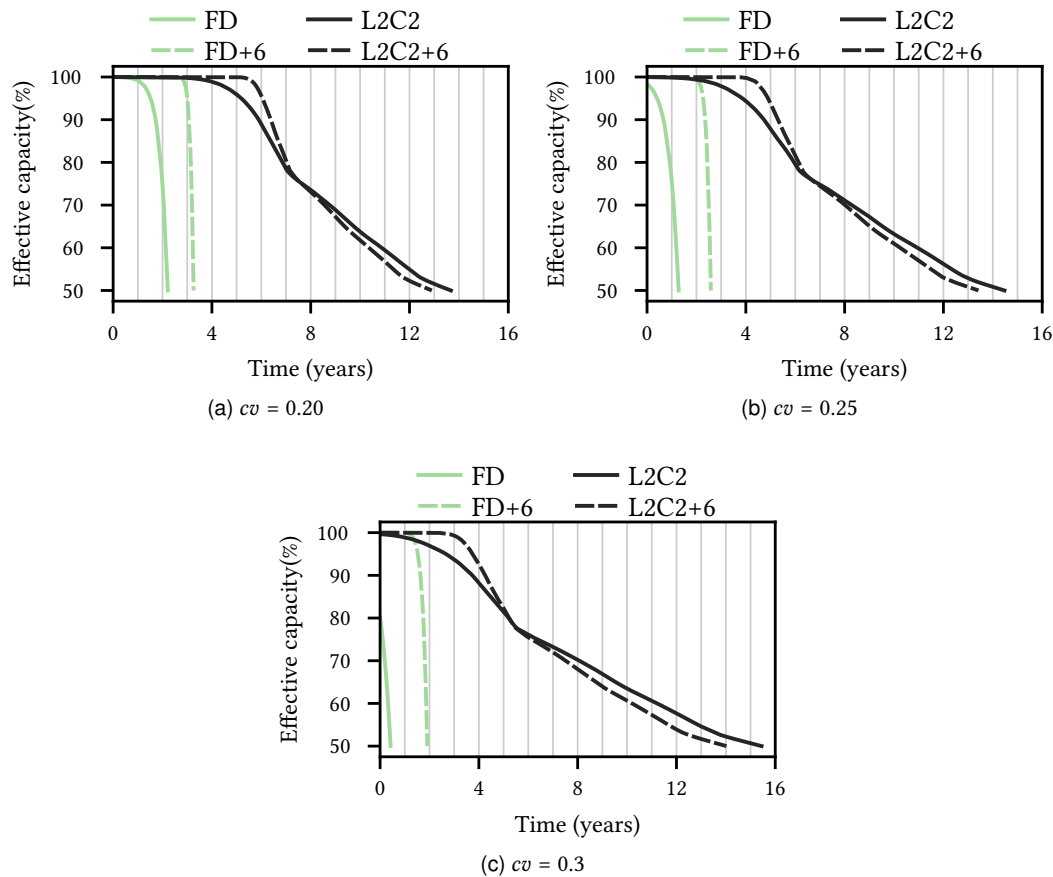 FD L2C2
FD+6 L2C2+6
Effective capacity(%)
100
90
80
70
60
50
0 4 8 12 16
Time (years)
(a) cv = 0.20
FD L2C2
FD+6 L2C2+6
Effective capacity(%)
100
90
80
70
60
50
0 4 8 12 16
Time (years)
(b) cv = 0.25
FD L2C2
FD+6 L2C2+6
Effective capacity(%)
100
90
80
70
60
50
0 4 8 12 16
Time (years)
(c) cv = 0.3